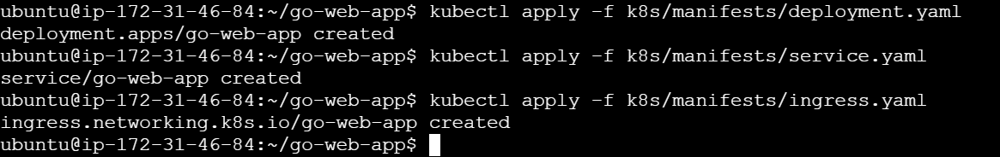 ubuntu@ip-172-31-46-84:~/go-web-app$ kubectl apply -f k8s/manifests/deployment.yaml
deployment.apps/go-web-app created
ubuntu@ip-172-31-46-84:~/go-web-app$ kubectl apply -f k8s/manifests/service.yaml
service/go-web-app created
ubuntu@ip-172-31-46-84:~/go-web-app$ kubectl apply -f k8s/manifests/ingress.yaml
ingress.networking.k8s.io/go-web-app created
ubuntu@ip-172-31-46-84:~/go-web-app$